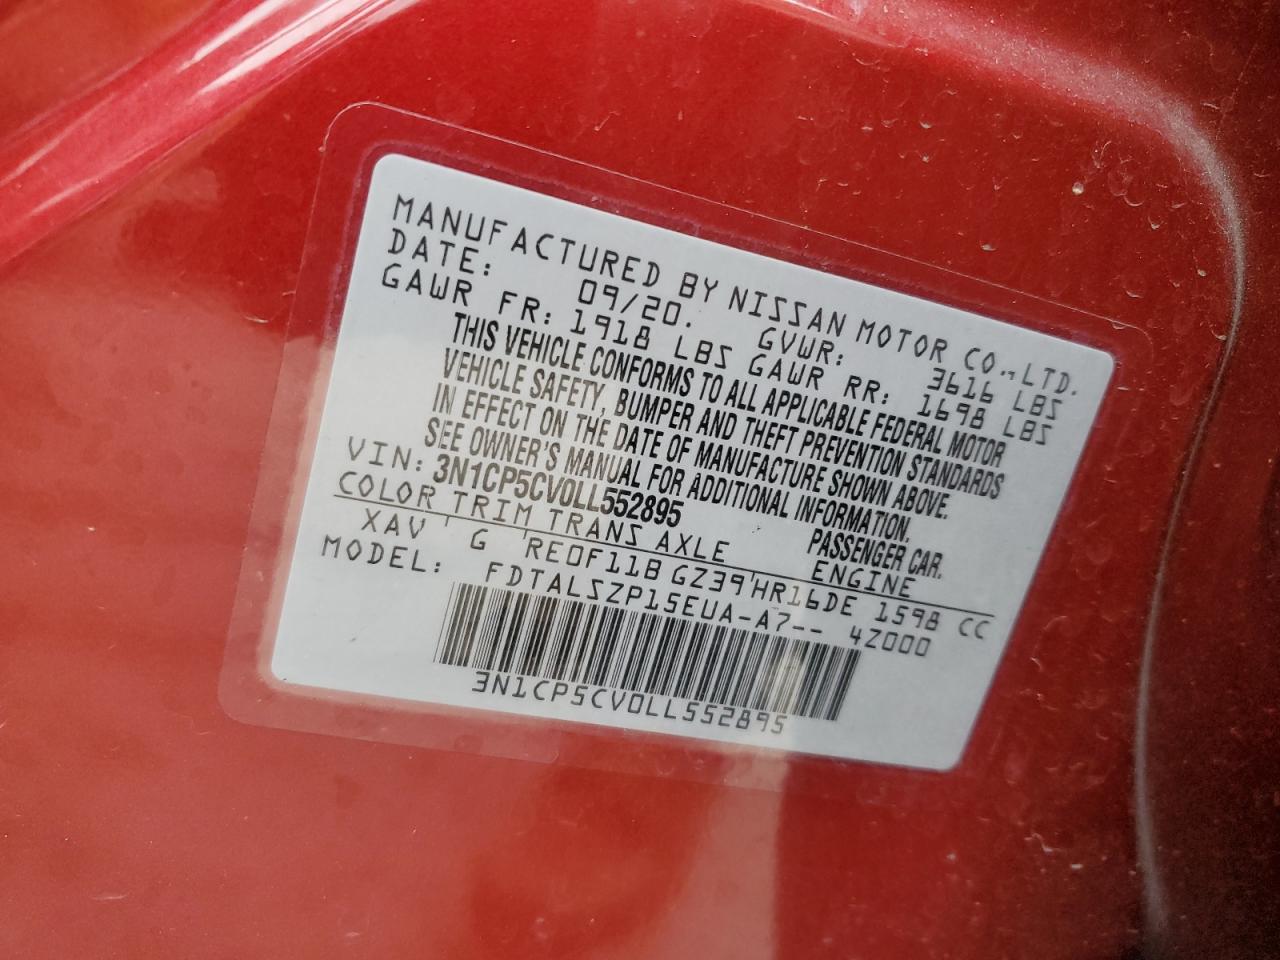 MANUFACTURED BY NISSAN MOTOR CO.,LTD.
DATE: 09/20. GVWR: 3616 LBS
GAWR FR: 1918 LBS GAWR RR: 1698 LBS
THIS VEHICLE CONFORMS TO ALL APPLICABLE FEDERAL MOTOR
VEHICLE SAFETY, BUMPER AND THEFT PREVENTION STANDARDS
IN EFFECT ON THE DATE OF MANUFACTURE SHOWN ABOVE.
SEE OWNER'S MANUAL FOR ADDITIONAL INFORMATION.
VIN: 3N1CP5CV0LL552895 PASSENGER CAR.
COLOR TRIM TRANS AXLE ENGINE
XAV G RE0F11B GZ39 HR16DE 1598 CC
MODEL: FDTALSZP15EUA-A7-- 4Z000
3N1CP5CV0LL552895